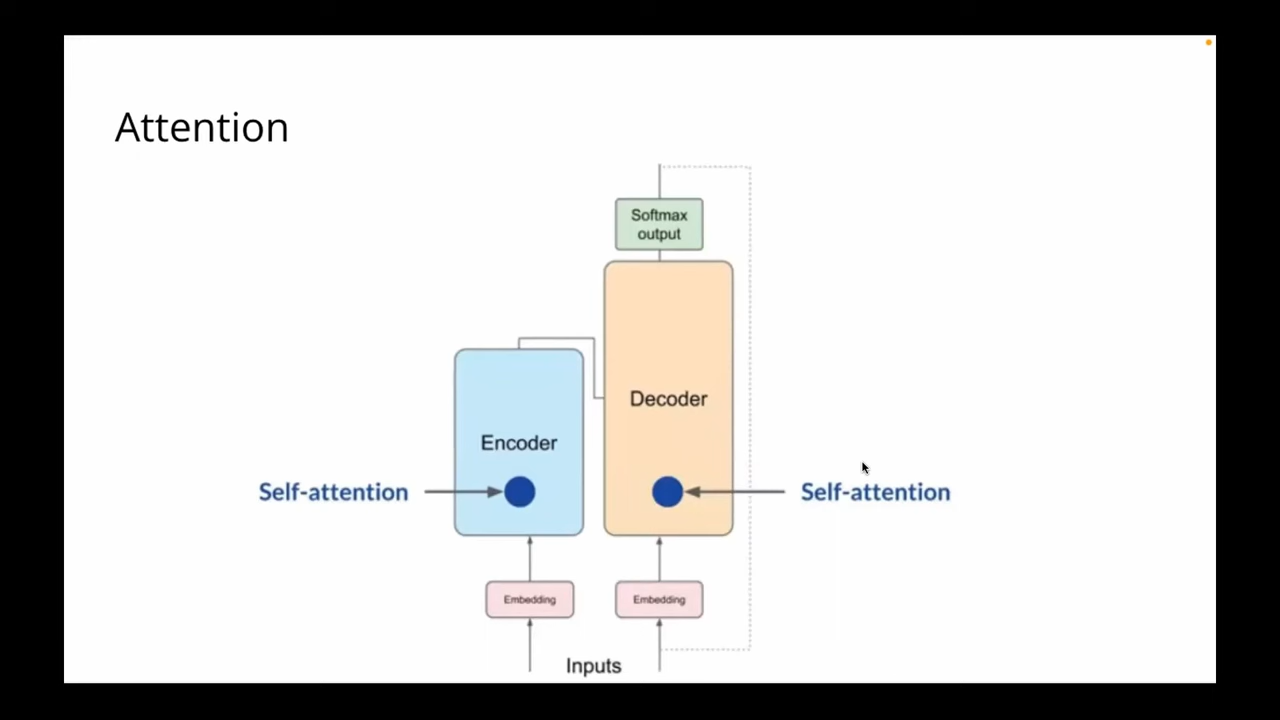 Attention
Softmax
output
Decoder
Encoder
Self-attention
Self-attention
Embedding
Embedding
Inputs